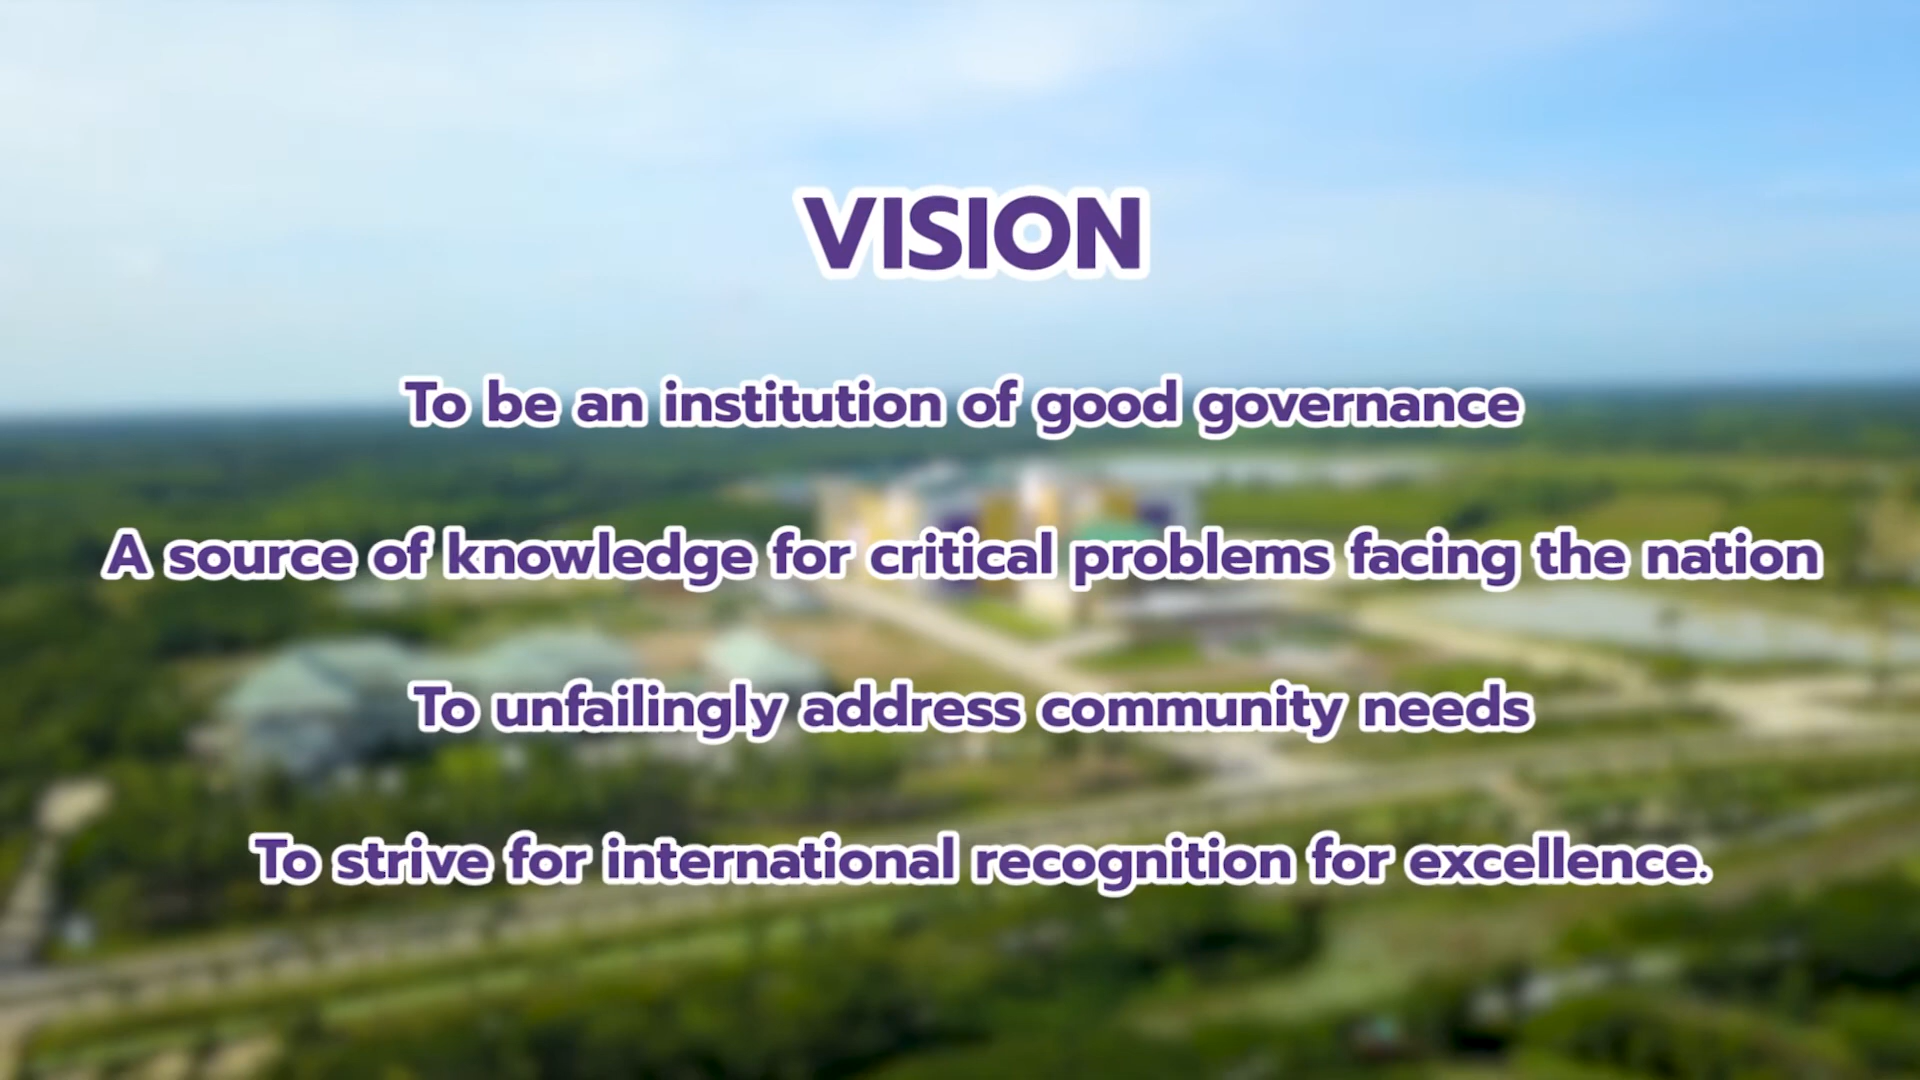 VISION
To be an institution of good governance
A source of knowledge for critical problems facing the nation
To unfailingly address community needs
To strive for international recognition for excellence.